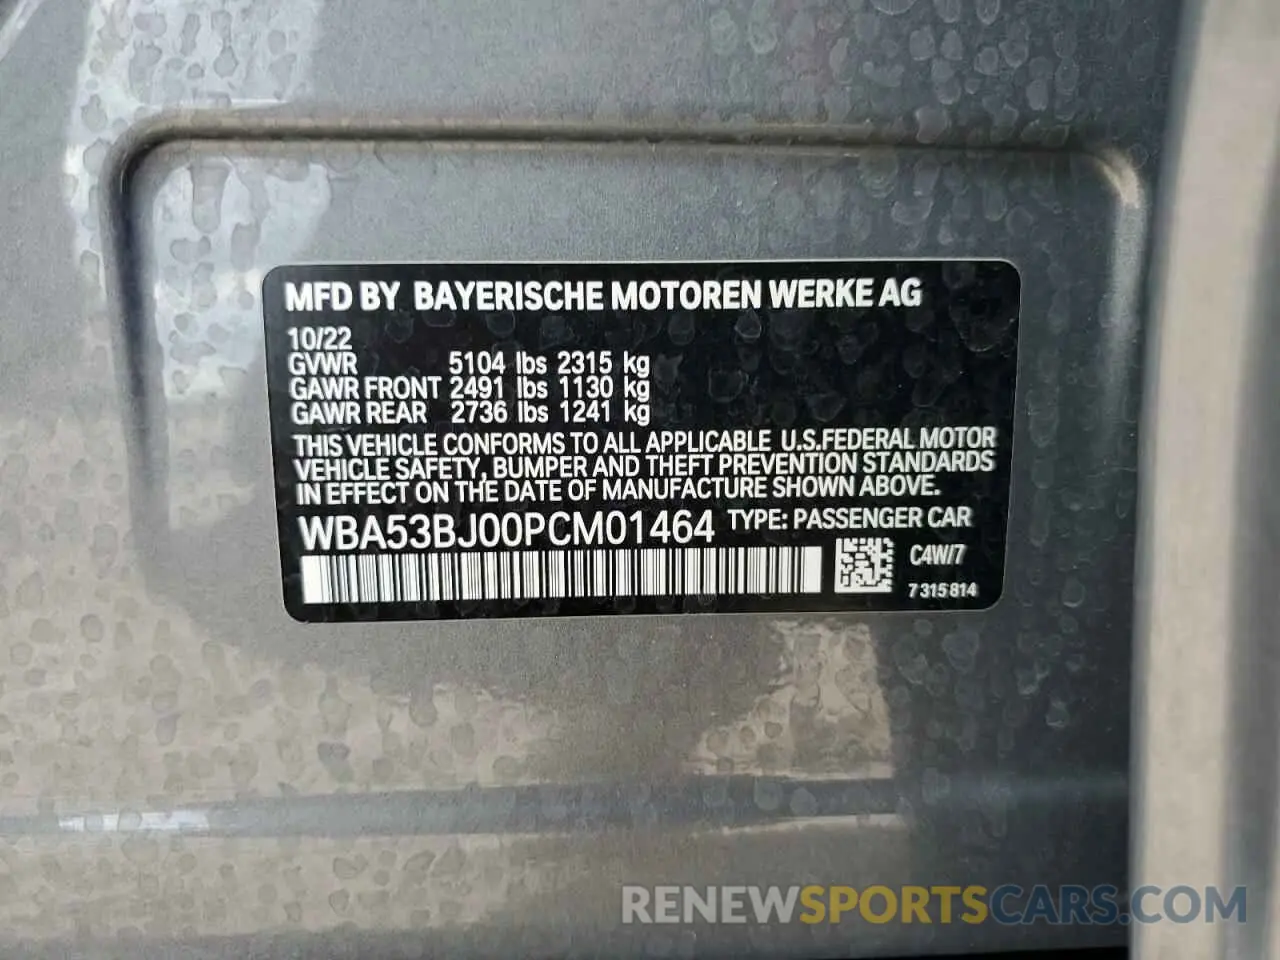 MFD BY BAYERISCHE MOTOREN WERKE AG
10/22
GVWR 5104 lbs 2315 kg
GAWR FRONT 2491 lbs 1130 kg
GAWR REAR 2736 lbs 1241 kg
THIS VEHICLE CONFORMS TO ALL APPLICABLE U.S.FEDERAL MOTOR
VEHICLE SAFETY, BUMPER AND THEFT PREVENTION STANDARDS
IN EFFECT ON THE DATE OF MANUFACTURE SHOWN ABOVE.
WBA53BJ00PCM01464 TYPE: PASSENGER CAR
C4W/7
7 315 814
RENEWSPORTSCARS.COM